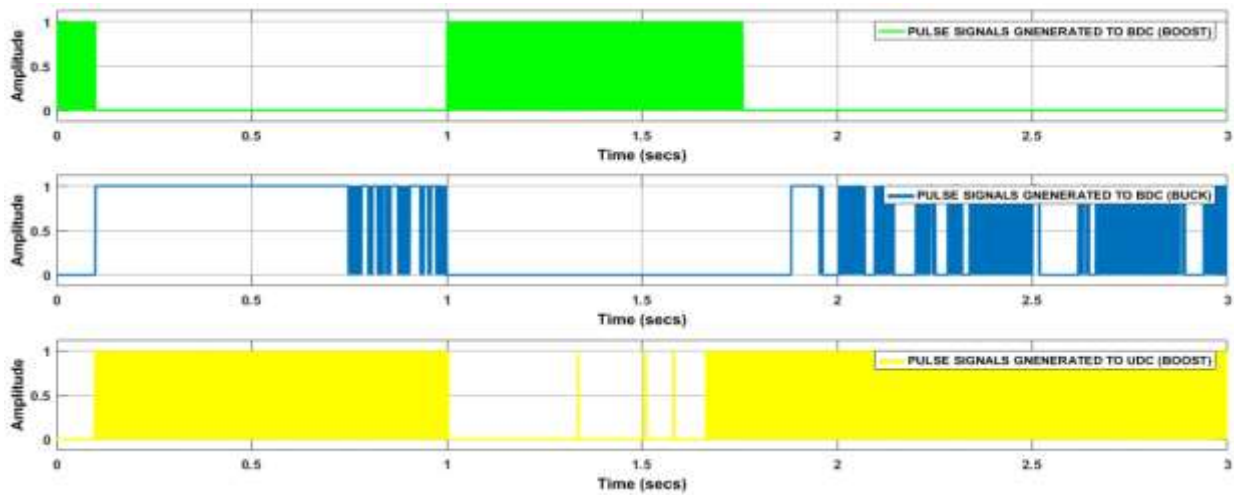 PULSE SIGNALS GNENERATED TO BDC (BOOST)
Amplitude
1
0.5
0
0 0.5 1 1.5 2 2.5 3
Time (secs)
PULSE SIGNALS GNENERATED TO BDC (BUCK)
Amplitude
1
0.5
0
0 0.5 1 1.5 2 2.5 3
Time (secs)
PULSE SIGNALS GNENERATED TO UDC (BOOST)
Amplitude
1
0.5
0
0 0.5 1 1.5 2 2.5 3
Time (secs)